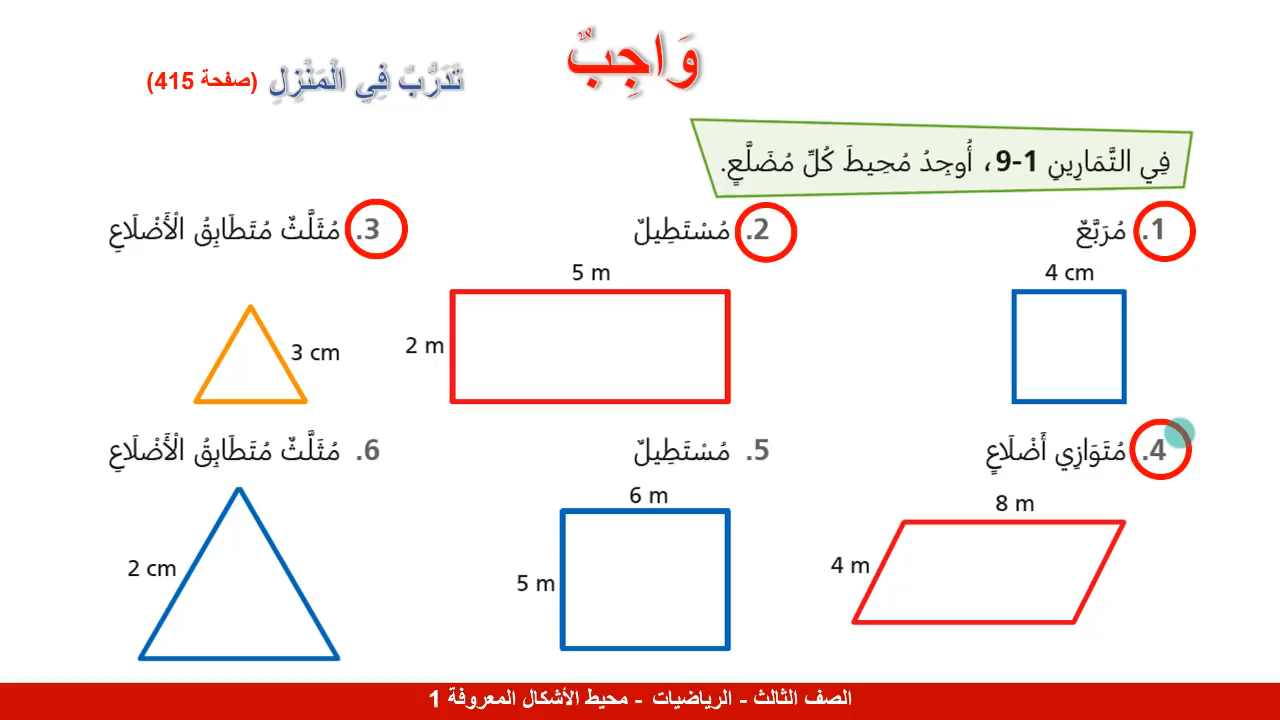 وَاجِبٌ
تَدَرُّبٌ فِي الْمَنْزِلِ (صفحة 415)
فِي التَّمَارِينِ 1-9، أُوجِدُ مُحِيطَ كُلِّ مُضَلَّعٍ.
1. مُرَبَّعٌ
4 cm
2. مُسْتَطِيلٌ
5 m
2 m
3. مُثَلَّثٌ مُتَطَابِقُ الْأَضْلَاعِ
3 cm
4. مُتَوَازِي أَضْلَاعٍ
8 m
4 m
5. مُسْتَطِيلٌ
6 m
5 m
6. مُثَلَّثٌ مُتَطَابِقُ الْأَضْلَاعِ
2 cm
الصف الثالث - الرياضيات - محيط الأشكال المعروفة 1